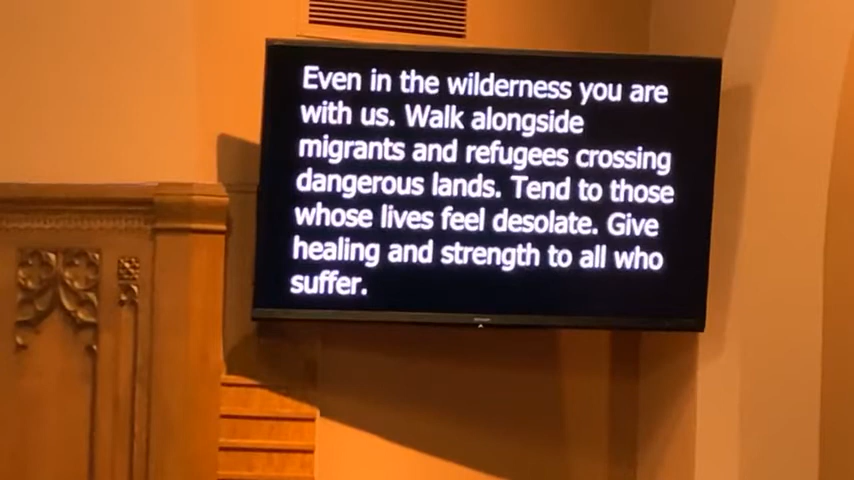 Even in the wilderness you are
with us. Walk alongside
migrants and refugees crossing
dangerous lands. Tend to those
whose lives feel desolate. Give
healing and strength to all who
suffer.